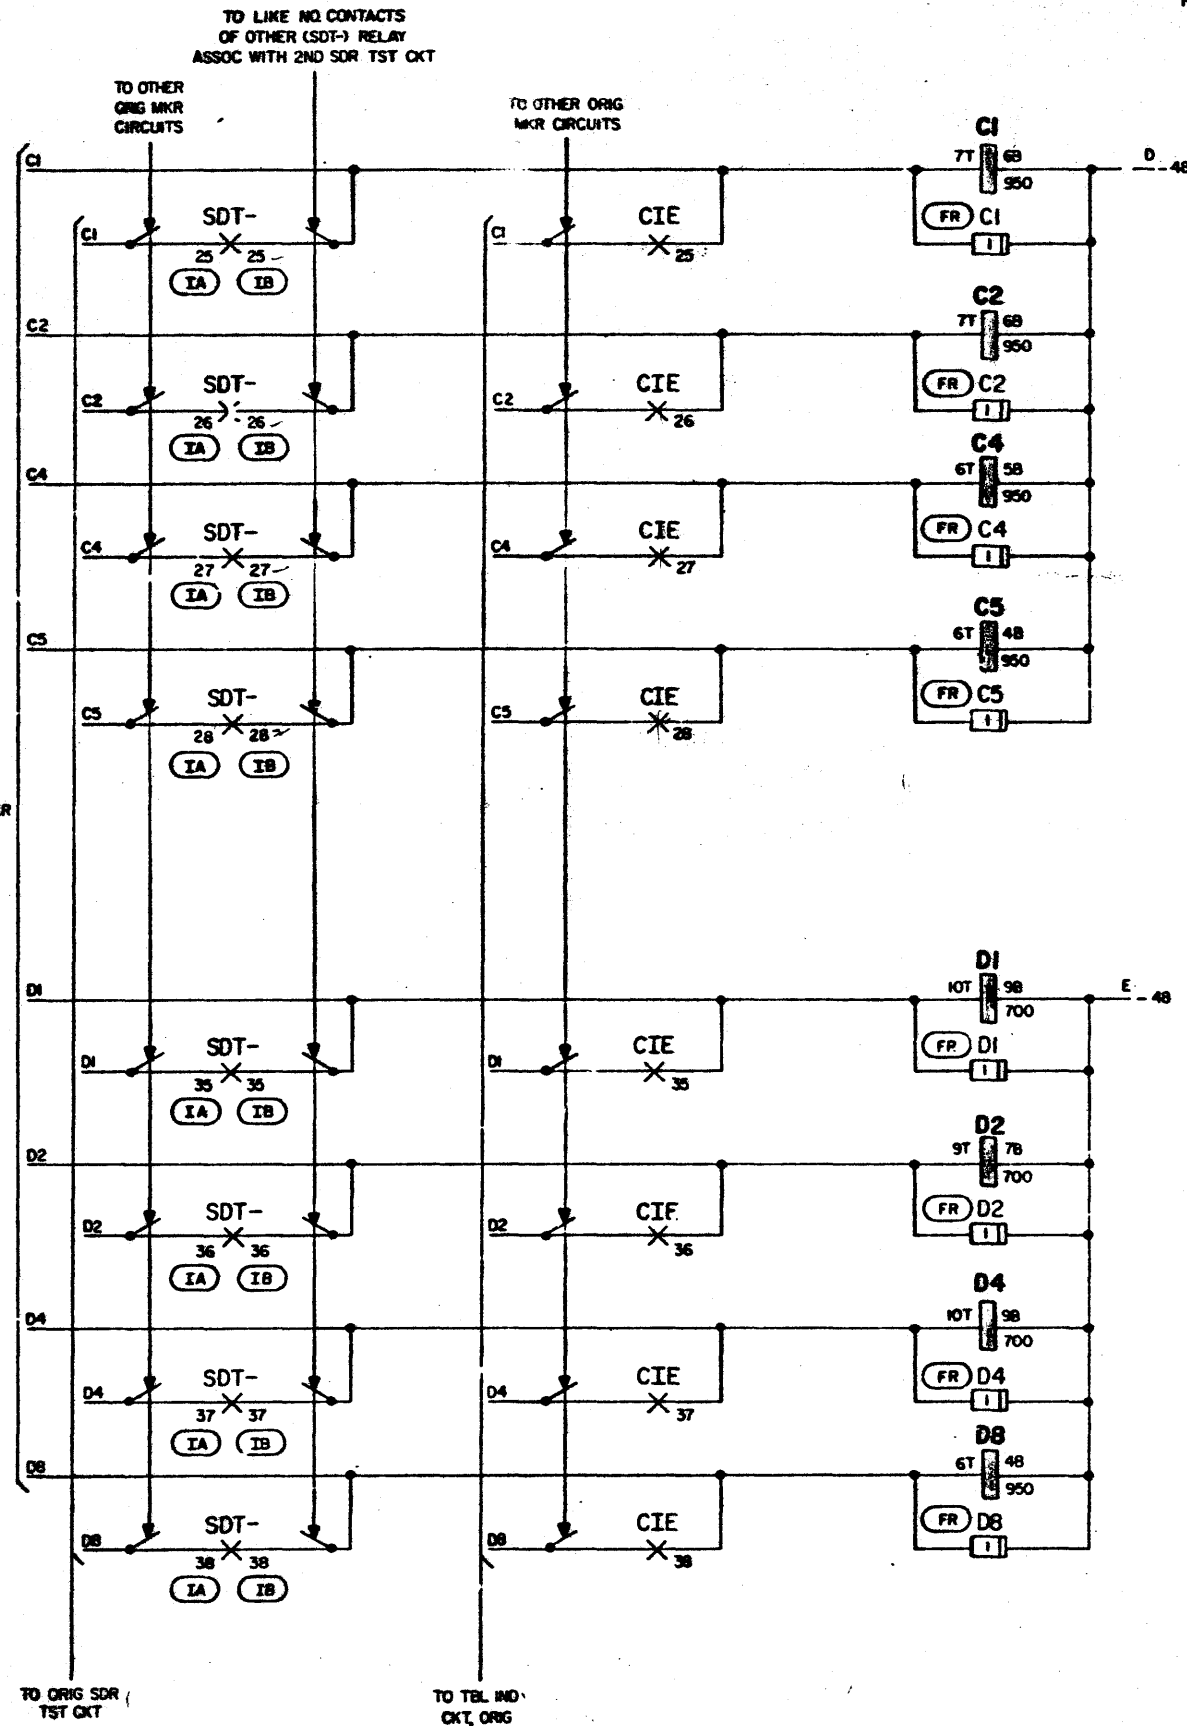 TO LIKE NO. CONTACTS
OF OTHER (SDT-) RELAY
ASSOC WITH 2ND SDR TST CKT
TO OTHER
ORIG MKR
CIRCUITS
TO OTHER ORIG
MKR CIRCUITS
C1
C1
7T 6B
950
D -48
C1 SDT- C1 CIE FR C1
25 25 25
IA IB
C2
C2
7T 6B
950
C2 SDT- C2 CIE FR C2
26 26 26
IA IB
C4
C4
6T 5B
950
C4 SDT- C4 CIE FR C4
27 27 27
IA IB
C5
C5
6T 4B
950
C5 SDT- C5 CIE FR C5
28 28 28
IA IB
R
D1
D1
10T 9B
700
E -48
D1 SDT- D1 CIE FR D1
35 35 35
IA IB
D2
D2
9T 7B
700
D2 SDT- D2 CIE FR D2
36 36 36
IA IB
D4
D4
10T 9B
700
D4 SDT- D4 CIE FR D4
37 37 37
IA IB
D8
D8
6T 4B
950
D8 SDT- D8 CIE FR D8
38 38 38
IA IB
TO ORIG SDR
TST CKT
TO TBL IND
CKT, ORIG